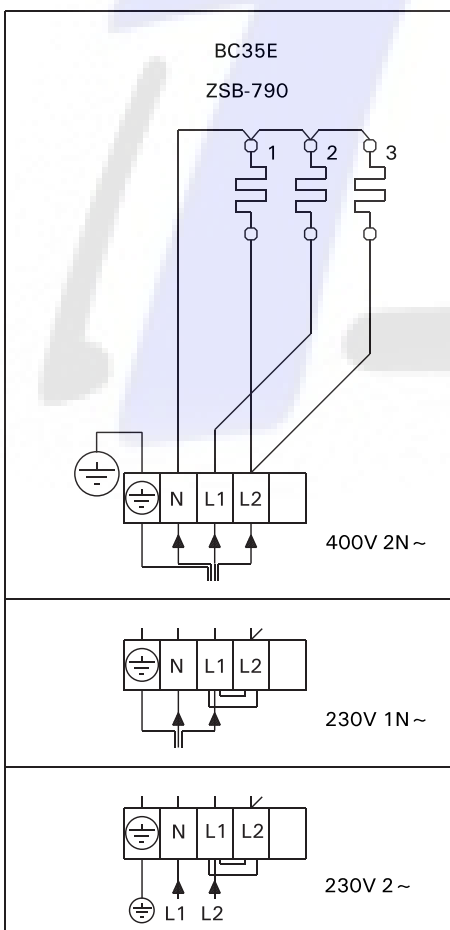 BC35E
ZSB-790
1 2 3
N L1 L2
400V 2N~
N L1 L2
230V 1N~
N L1 L2
230V 2~
L1 L2